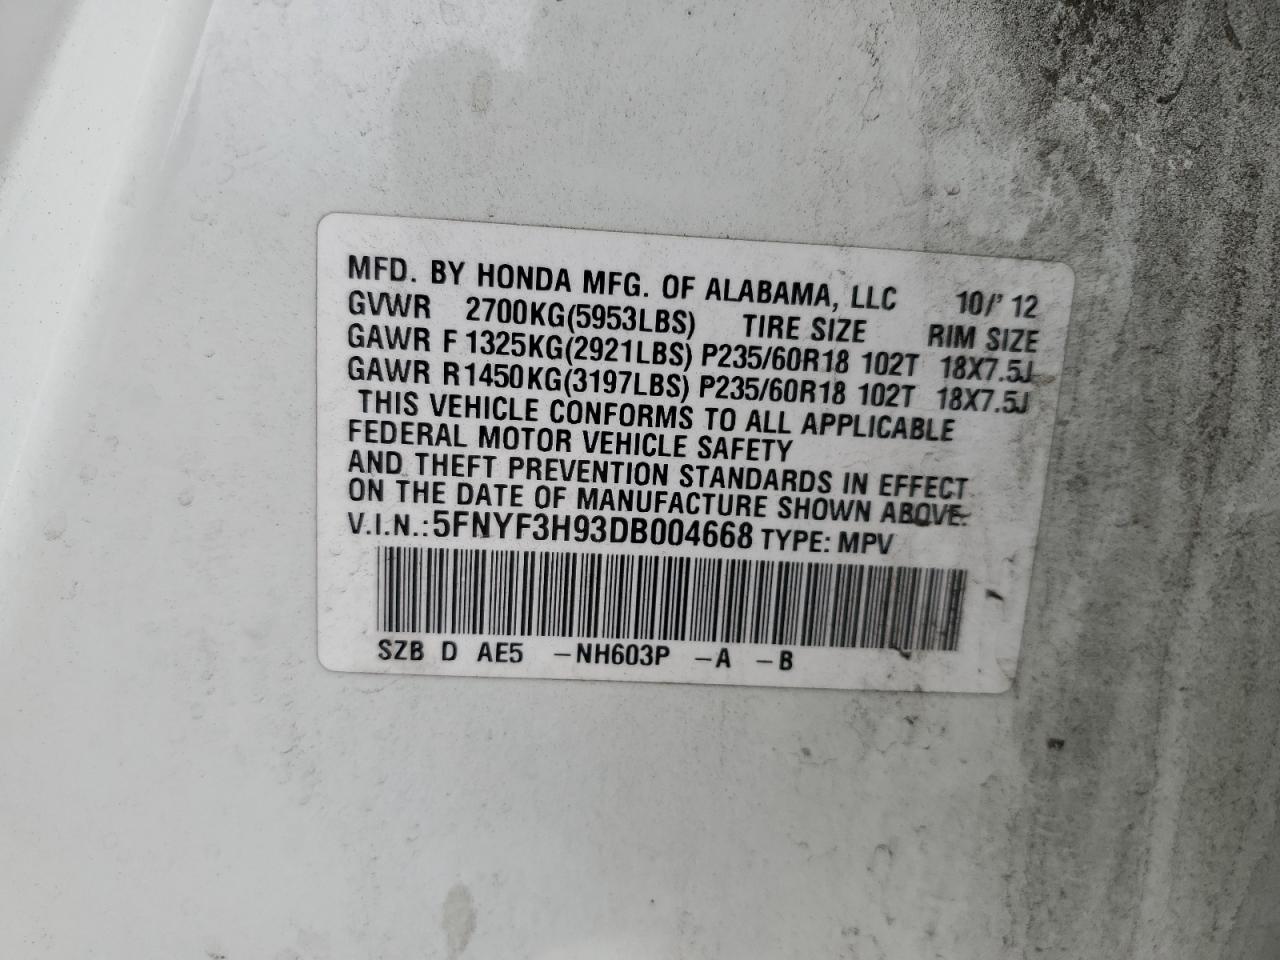 MFD. BY HONDA MFG. OF ALABAMA, LLC 10/'12
GVWR 2700KG(5953LBS) TIRE SIZE RIM SIZE
GAWR F 1325KG(2921LBS) P235/60R18 102T 18X7.5J
GAWR R1450KG(3197LBS) P235/60R18 102T 18X7.5J
THIS VEHICLE CONFORMS TO ALL APPLICABLE
FEDERAL MOTOR VEHICLE SAFETY
AND THEFT PREVENTION STANDARDS IN EFFECT
ON THE DATE OF MANUFACTURE SHOWN ABOVE.
V.I.N.:5FNYF3H93DB004668 TYPE: MPV
SZB D AE5 –NH603P –A –B